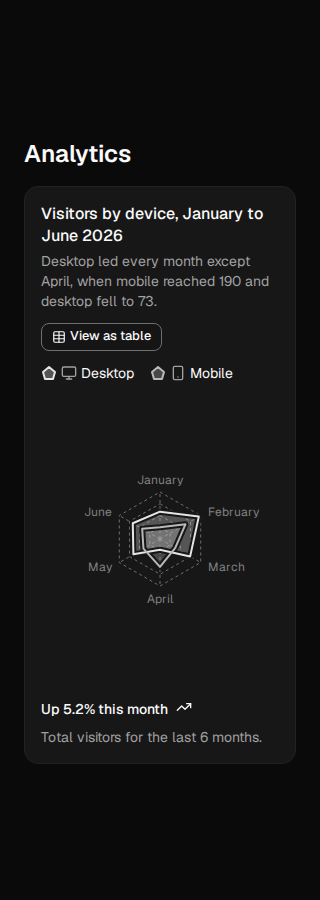 Analytics
Visitors by device, January to
June 2026
Desktop led every month except
April, when mobile reached 190 and
desktop fell to 73.
View as table
Desktop
Mobile
January
June
February
May
March
April
Up 5.2% this month
Total visitors for the last 6 months.